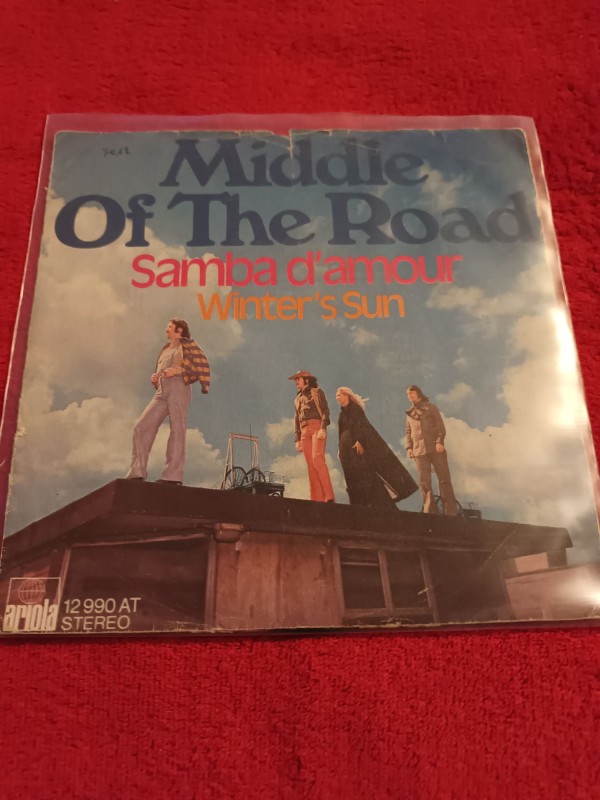 Middle
Of The Road
Samba d'amour
Winter's Sun
ariola
12 990 AT
STEREO